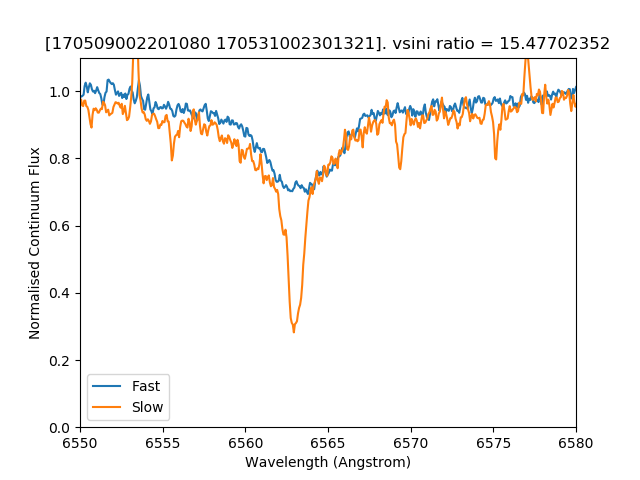 [170509002201080 170531002301321]. vsini ratio = 15.47702352
Normalised Continuum Flux
1.0
0.8
0.6
0.4
0.2
0.0
Fast
Slow
6550 6555 6560 6565 6570 6575 6580
Wavelength (Angstrom)